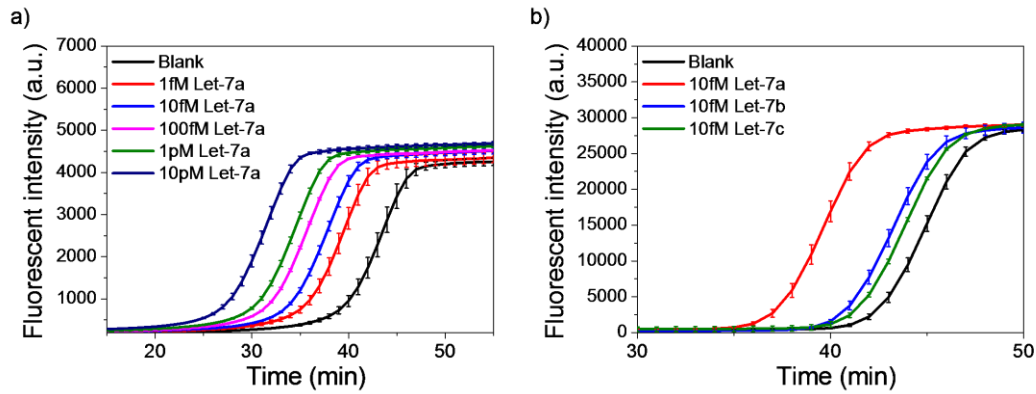 a)
Fluorescent intensity (a.u.)
7000
6000
5000
4000
3000
2000
1000
Blank
1fM Let-7a
10fM Let-7a
100fM Let-7a
1pM Let-7a
10pM Let-7a
20
30
40
50
Time (min)
b)
Fluorescent intensity (a.u.)
40000
35000
30000
25000
20000
15000
10000
5000
0
Blank
10fM Let-7a
10fM Let-7b
10fM Let-7c
30
40
50
Time (min)